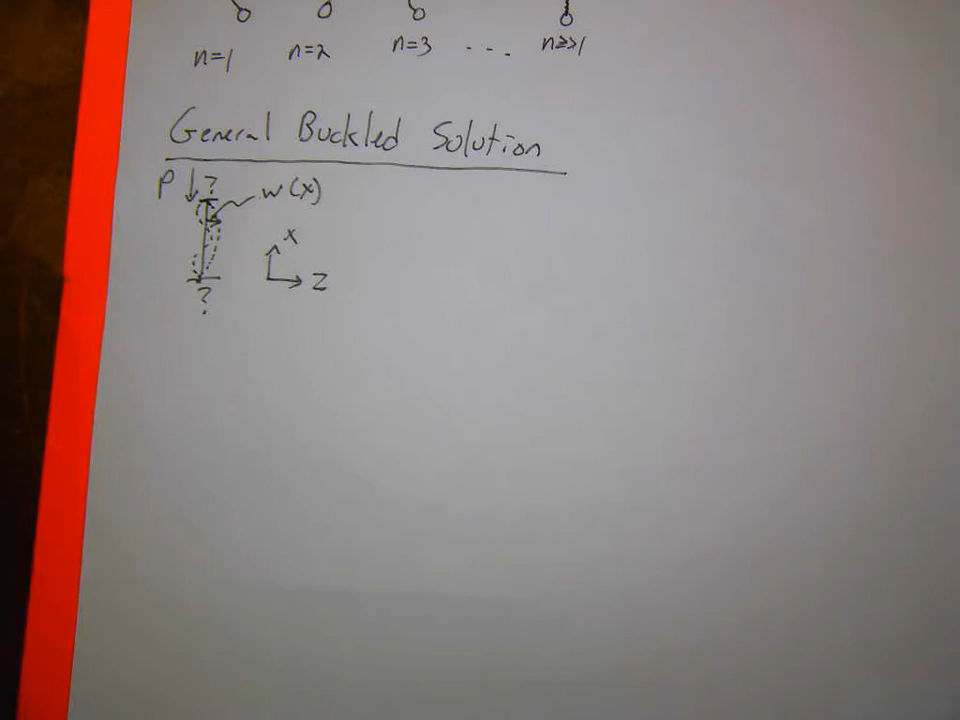 n=1 n=2 n=3 ... n>>1
General Buckled Solution
P ? w(x)
x
z
?